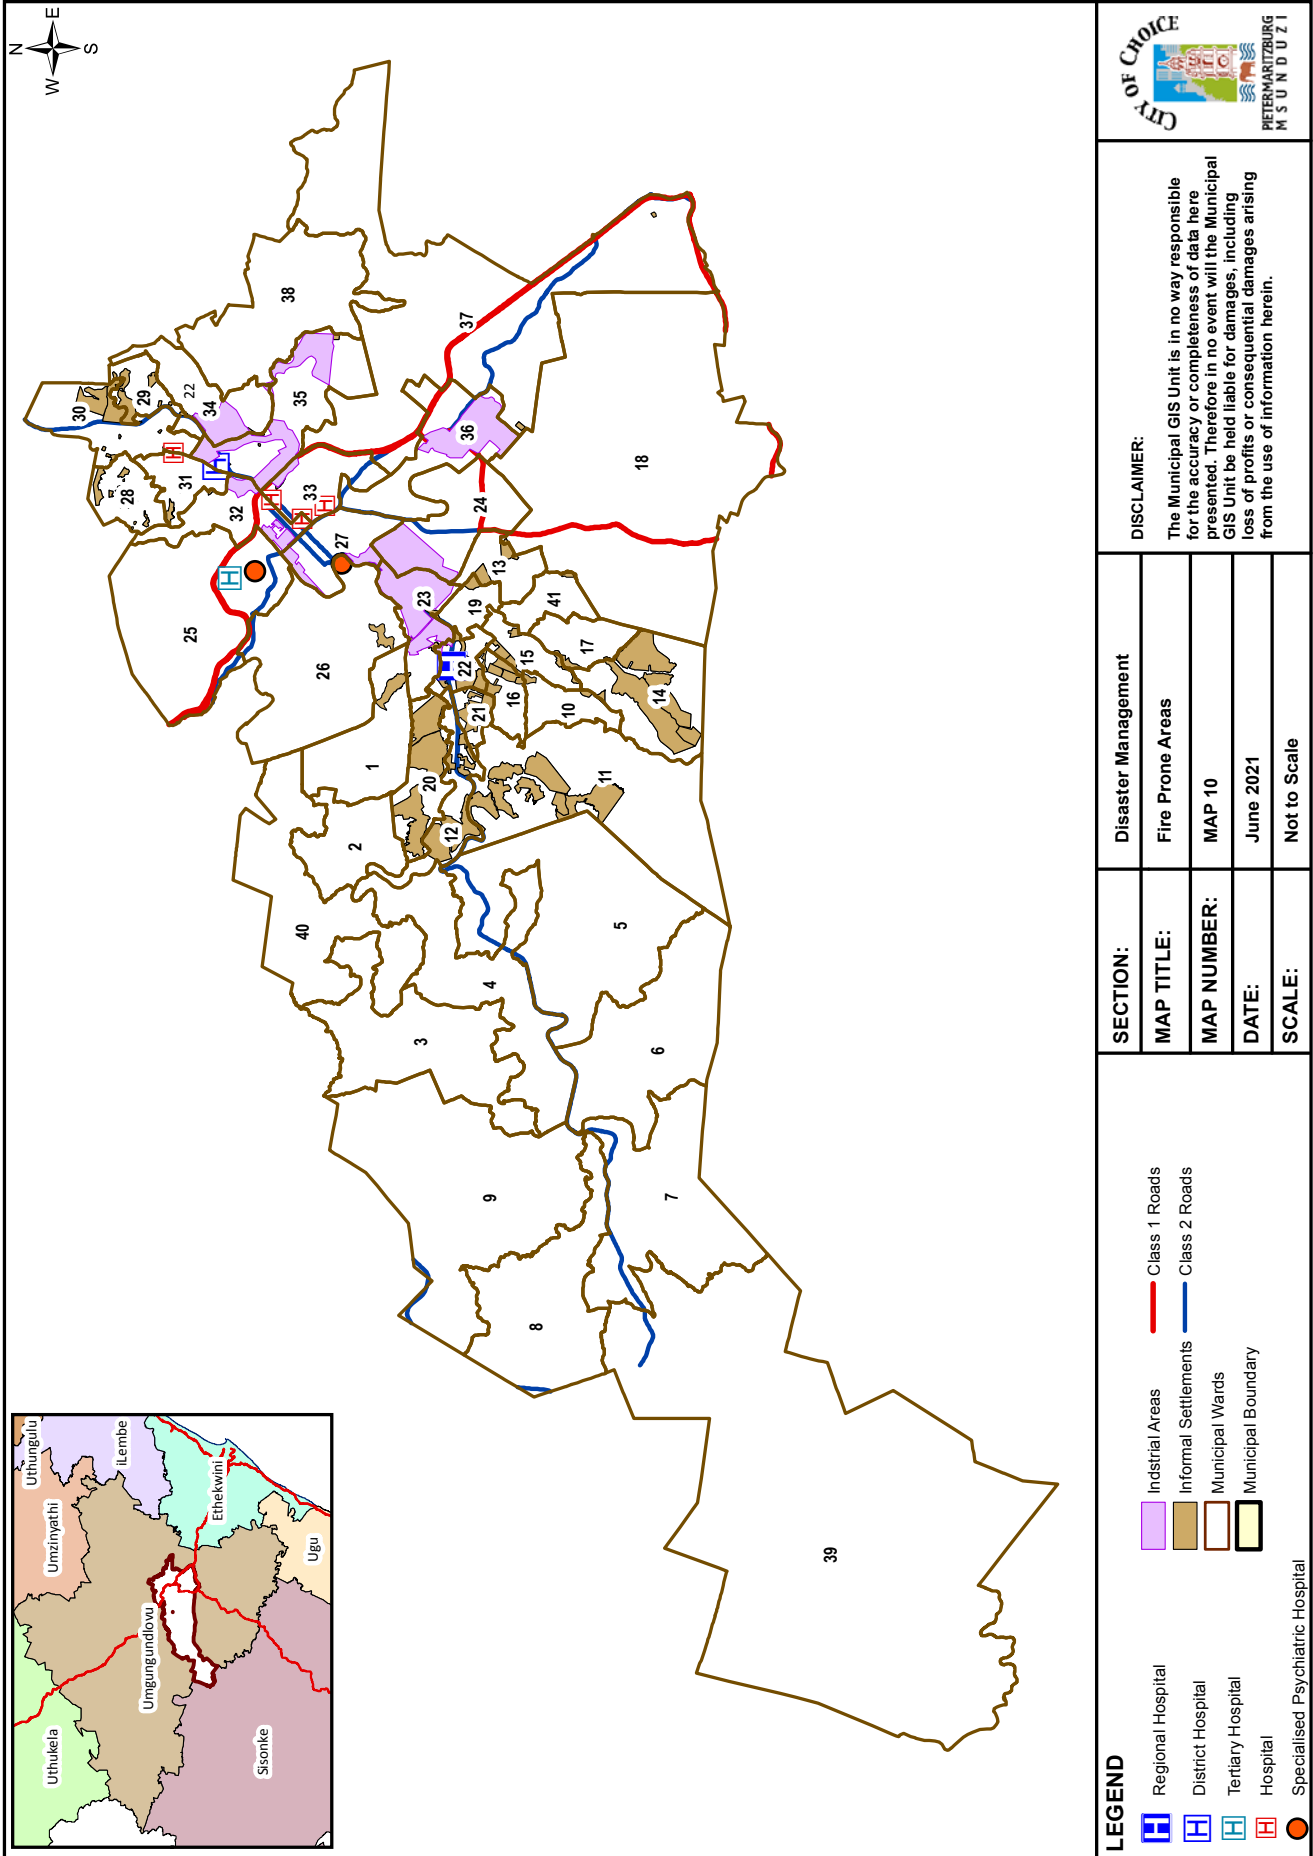 N
W
E
S
Uthungulu
Umzinyathi
iLembe
Uthukela
Umgungundlovu
Ethekwini
Ugu
Sisonke
30
29
22
34
28
31
38
35
32
33
25
27
37
36
18
24
26
23
13
19
41
22
15
17
14
16
21
10
1
20
11
12
2
40
5
4
3
6
9
7
8
39
LEGEND
Regional Hospital
District Hospital
Tertiary Hospital
Hospital
Specialised Psychiatric Hospital
Indstrial Areas
Informal Settlements
Municipal Wards
Municipal Boundary
Class 1 Roads
Class 2 Roads
SECTION:
Disaster Management
MAP TITLE:
Fire Prone Areas
MAP NUMBER:
MAP 10
DATE:
June 2021
SCALE:
Not to Scale
DISCLAIMER:
The Municipal GIS Unit is in no way responsible
for the accuracy or completeness of data here
presented. Therefore in no event will the Municipal
GIS Unit be held liable for damages, including
loss of profits or consequential damages arising
from the use of information herein.
CITY OF CHOICE
PIETERMARITZBURG
MSUNDUZI